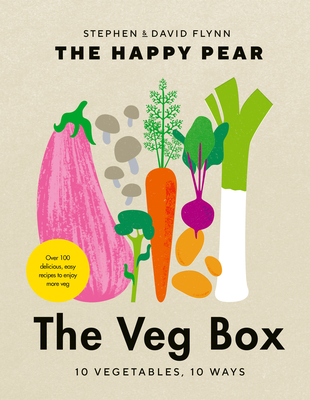 STEPHEN & DAVID FLYNN
THE HAPPY PEAR
Over 100
delicious, easy
recipes to enjoy
more veg
The Veg Box
10 VEGETABLES, 10 WAYS